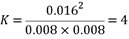 K = 0.016² / 0.008 × 0.008 = 4